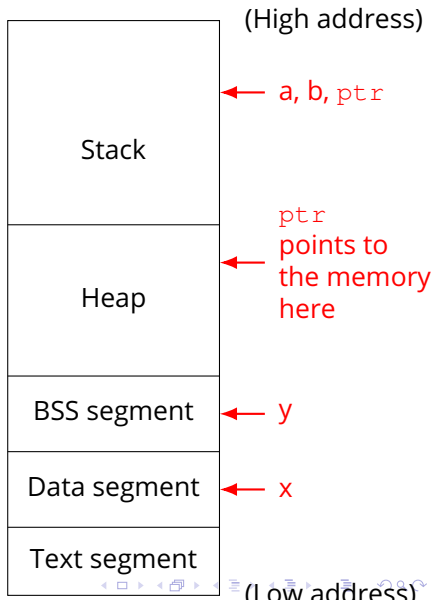 (High address)
a, b, ptr
Stack
ptr
points to
the memory
here
Heap
BSS segment
y
Data segment
x
Text segment
(Low address)